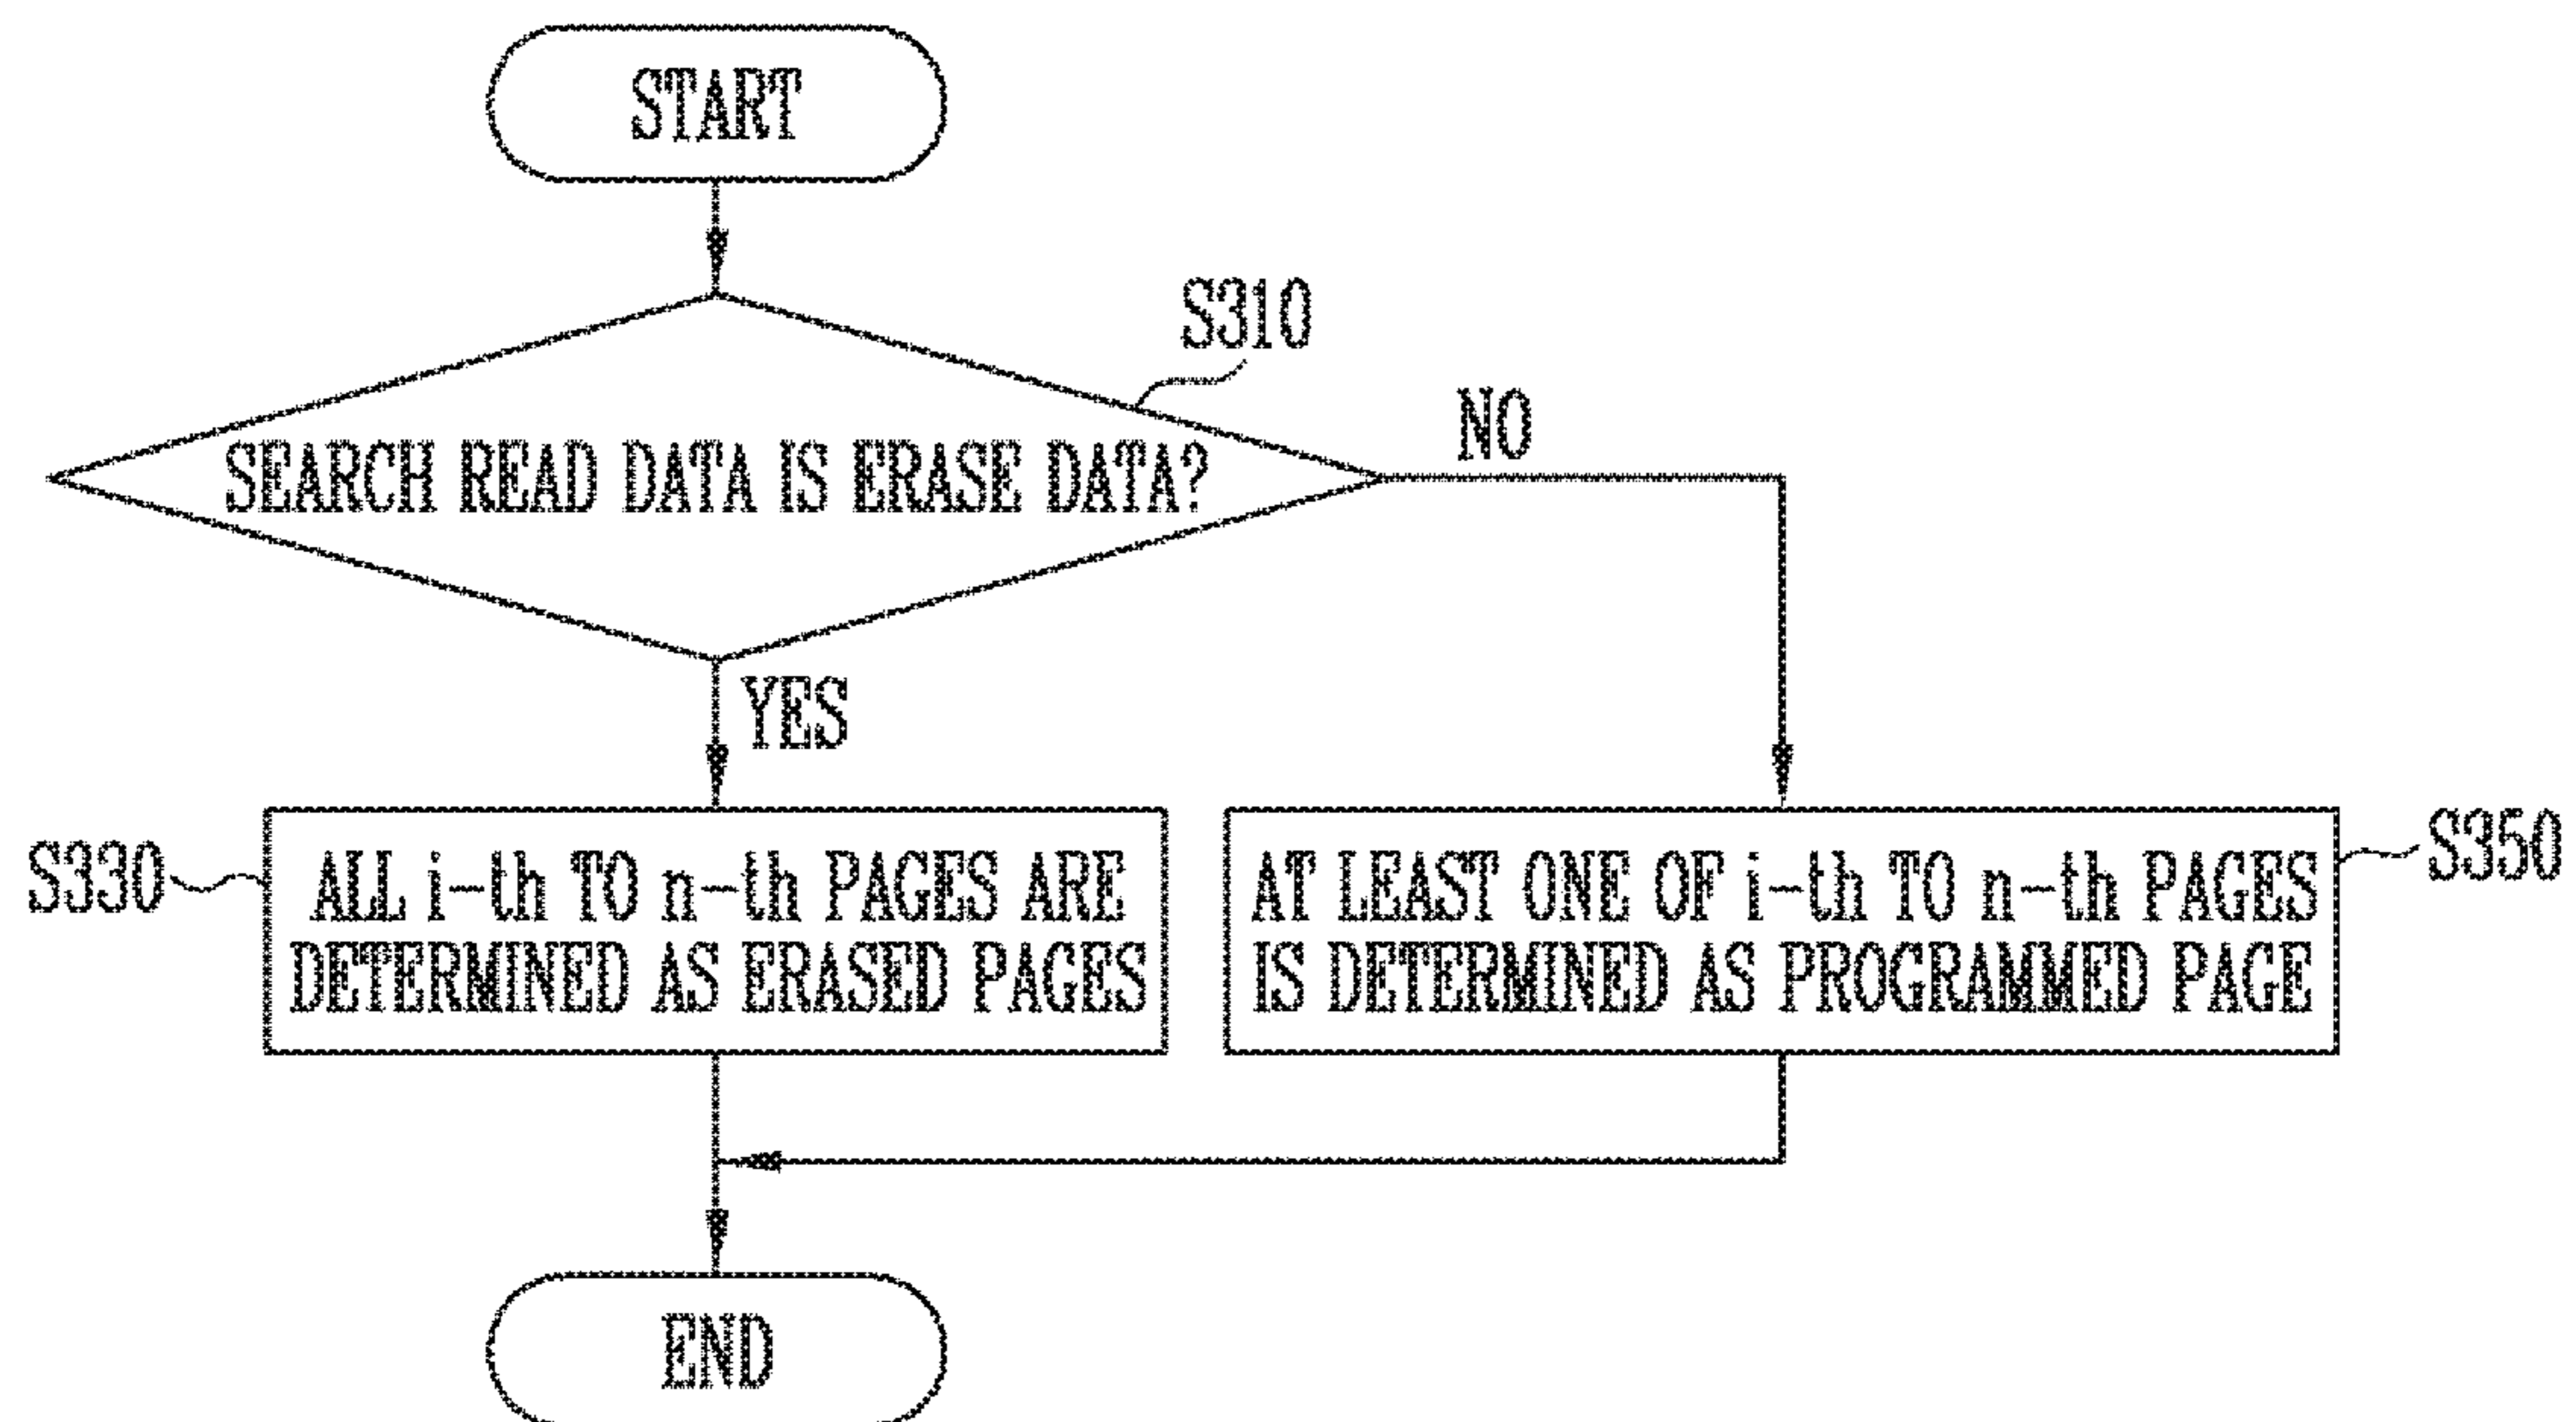 START
S310
NO
SEARCH READ DATA IS ERASE DATA?
YES
S330
ALL i-th TO n-th PAGES ARE
DETERMINED AS ERASED PAGES
AT LEAST ONE OF i-th TO n-th PAGES
IS DETERMINED AS PROGRAMMED PAGE
S350
END